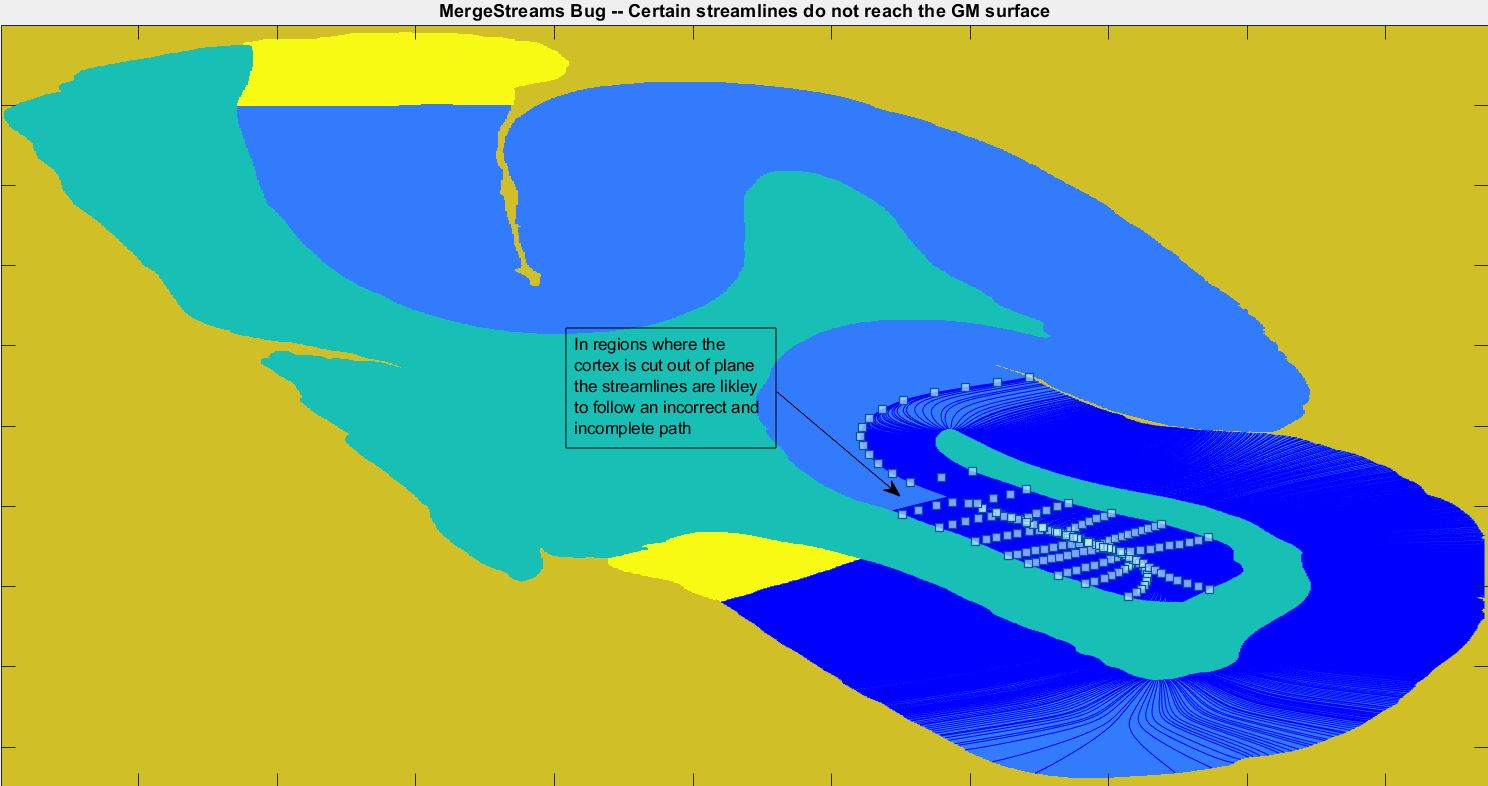 MergeStreams Bug -- Certain streamlines do not reach the GM surface
In regions where the
cortex is cut out of plane
the streamlines are likley
to follow an incorrect and
incomplete path